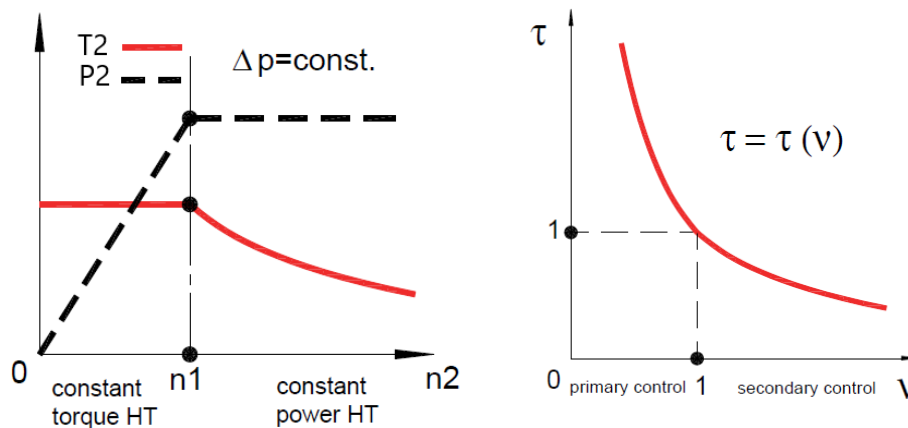 T2
P2
Δp=const.
0
n1
n2
constant
torque HT
constant
power HT
τ
τ = τ (ν)
1
0
primary control
1
secondary control
ν